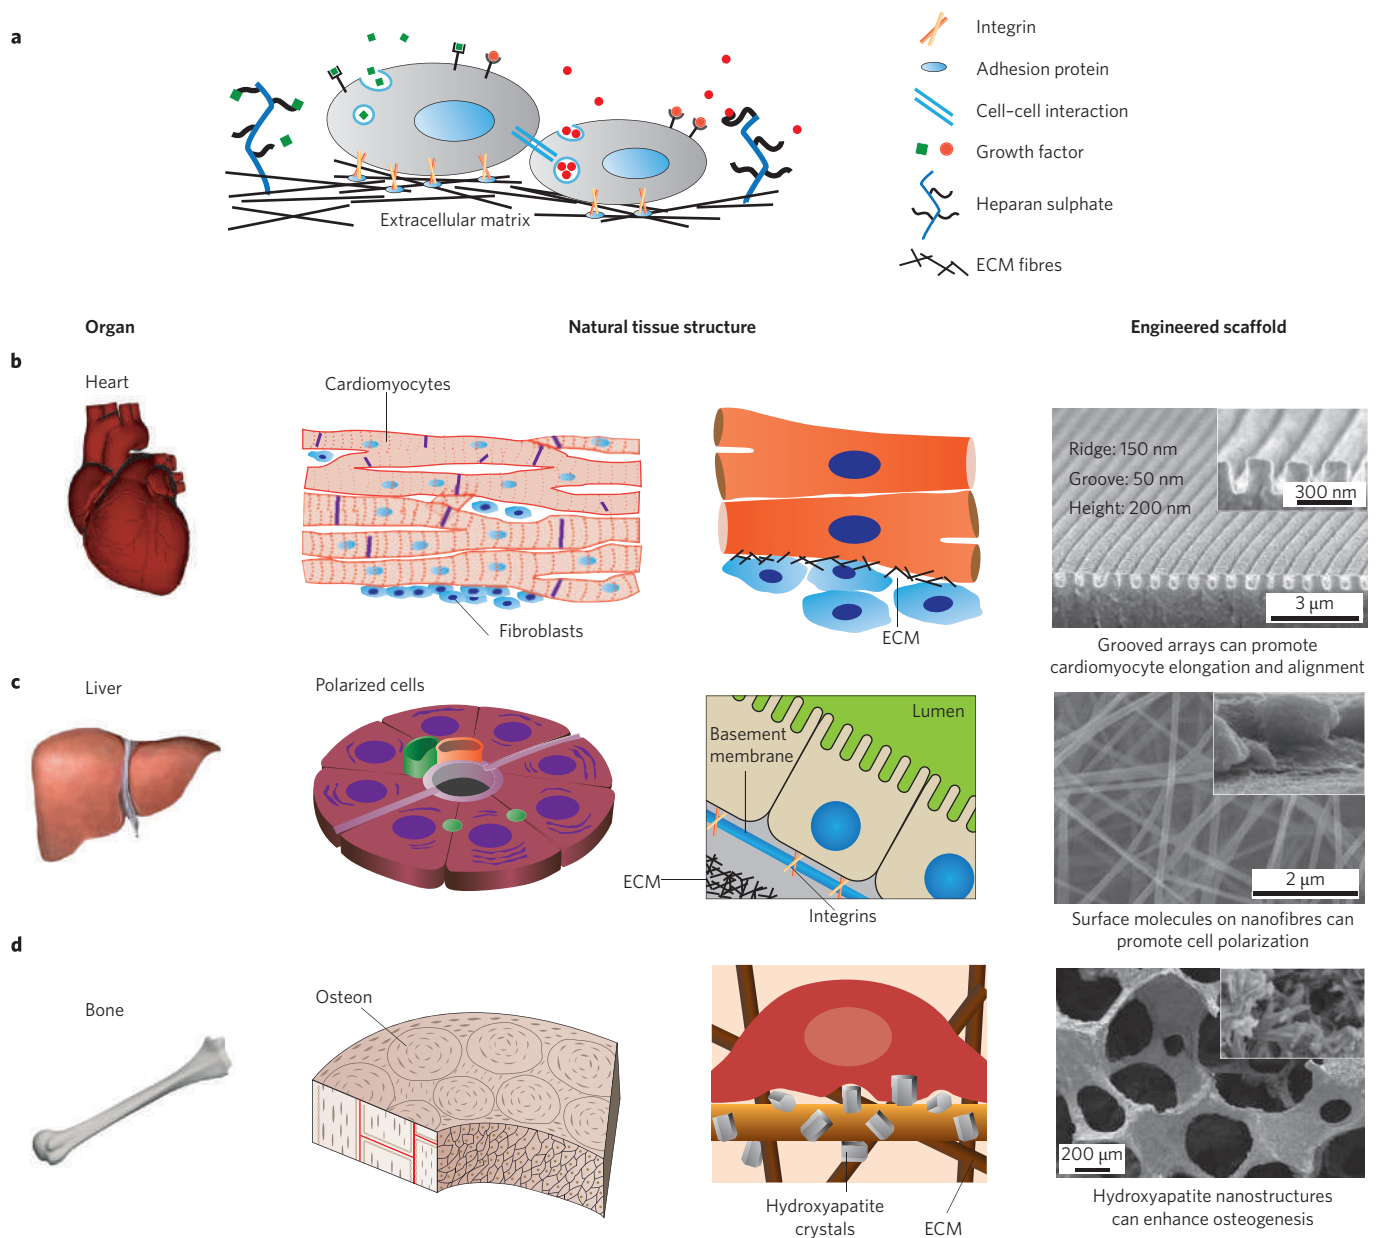 a
Integrin
Adhesion protein
Cell–cell interaction
Growth factor
Heparan sulphate
ECM fibres
Extracellular matrix
Organ
Natural tissue structure
Engineered scaffold
b
Heart
Cardiomyocytes
Fibroblasts
ECM
Ridge: 150 nm
Groove: 50 nm
Height: 200 nm
300 nm
3 µm
Grooved arrays can promote
cardiomyocyte elongation and alignment
c
Liver
Polarized cells
Lumen
Basement
membrane
ECM
Integrins
2 µm
Surface molecules on nanofibres can
promote cell polarization
d
Bone
Osteon
Hydroxyapatite
crystals
ECM
200 µm
Hydroxyapatite nanostructures
can enhance osteogenesis